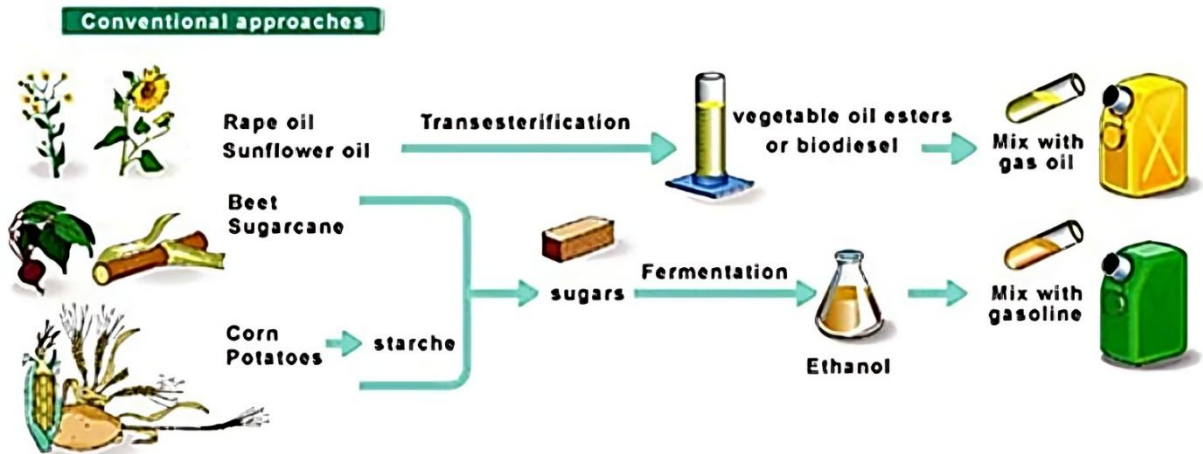 Conventional approaches
Rape oil
Sunflower oil
Transesterification
vegetable oil esters
or biodiesel
Mix with
gas oil
Beet
Sugarcane
sugars
Fermentation
Ethanol
Mix with
gasoline
Corn
Potatoes
starche